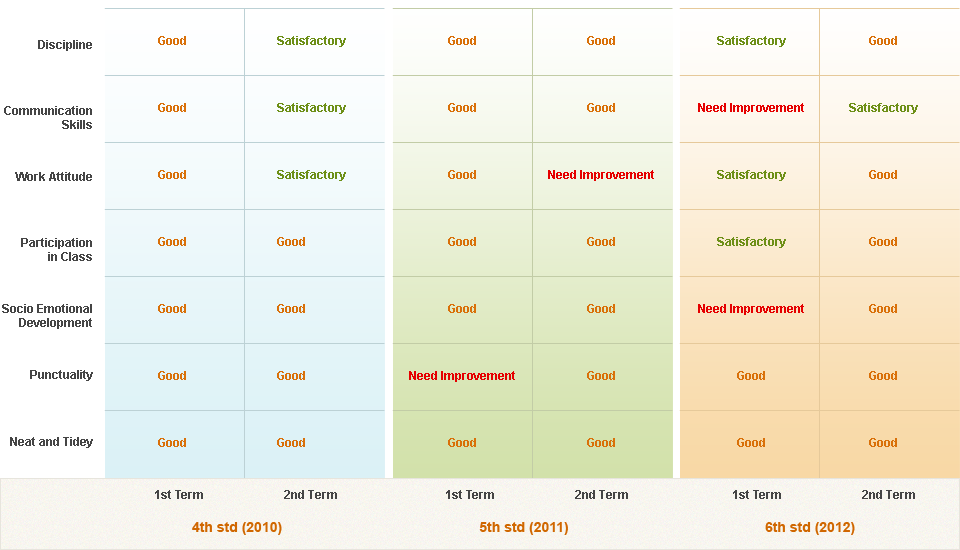 Discipline Good Satisfactory Good Good Satisfactory Good
Communication Good Satisfactory Good Good Need Improvement Satisfactory
Skills
Work Attitude Good Satisfactory Good Need Improvement Satisfactory Good
Participation Good Good Good Good Satisfactory Good
in Class
Socio Emotional Good Good Good Good Need Improvement Good
Development
Punctuality Good Good Need Improvement Good Good Good
Neat and Tidey Good Good Good Good Good Good
1st Term 2nd Term 1st Term 2nd Term 1st Term 2nd Term
4th std (2010) 5th std (2011) 6th std (2012)